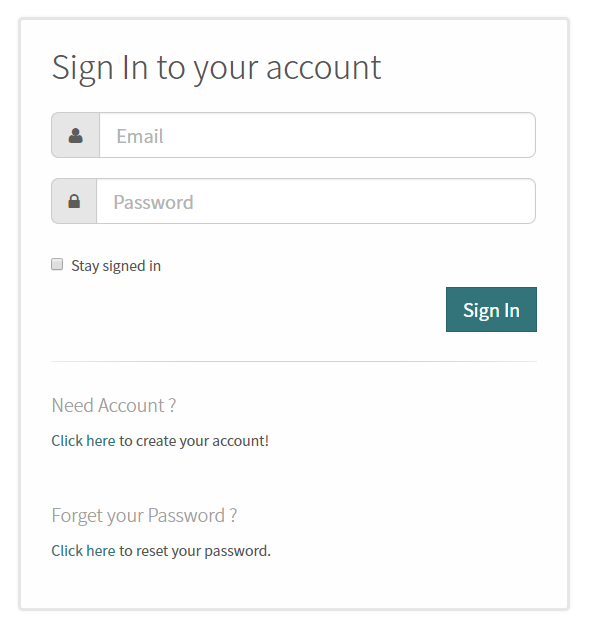 Sign In to your account
Email
Password
Stay signed in
Sign In
Need Account ?
Click here to create your account!
Forget your Password ?
Click here to reset your password.